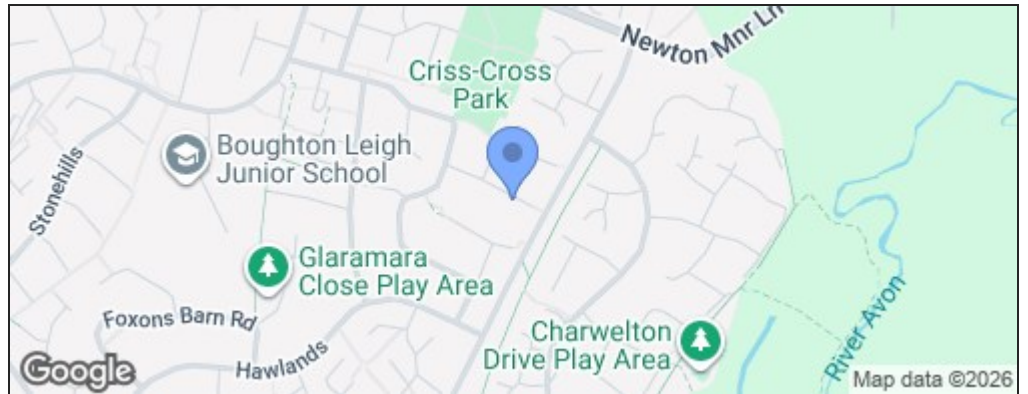 Newton Mnr Ln
Criss-Cross
Park
Boughton Leigh
Junior School
Stonehills
Glaramara
Close Play Area
Foxons Barn Rd
Hawlands
Charwelton
Drive Play Area
River Avon
Google
Map data ©2026